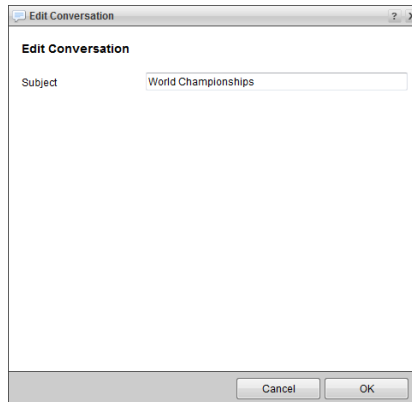 Edit Conversation ? X
Edit Conversation
Subject World Championships
Cancel OK